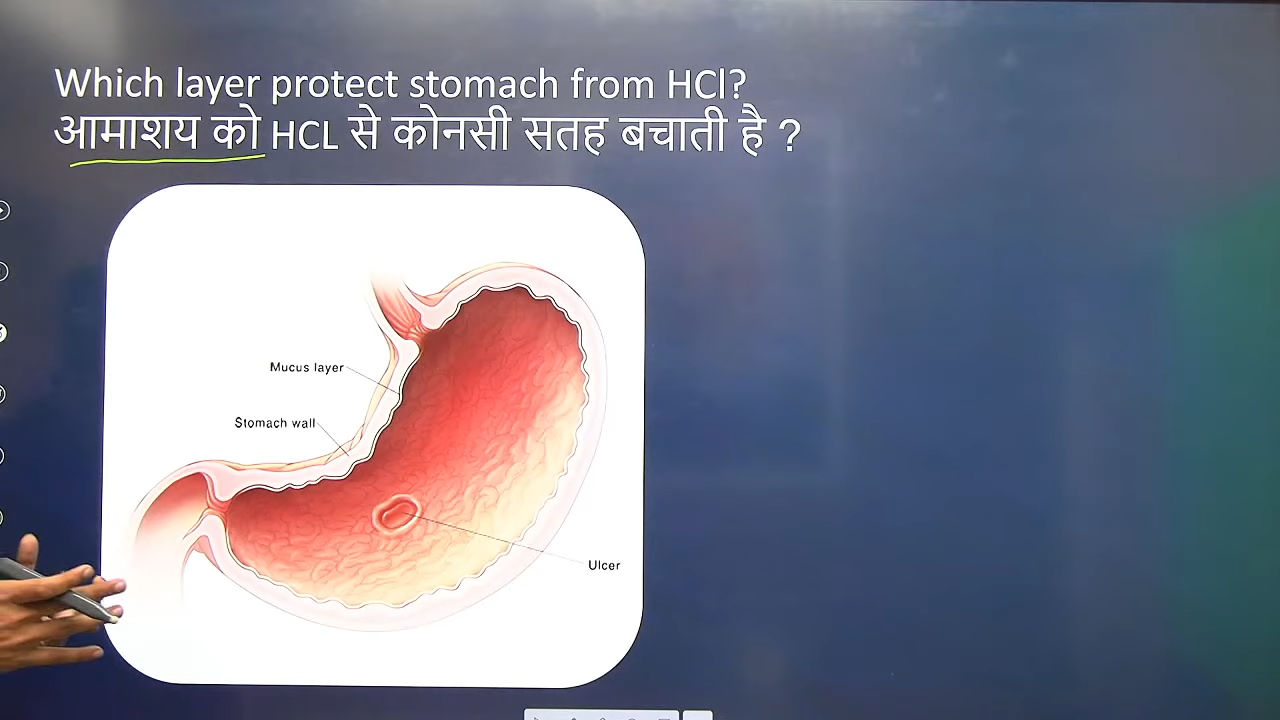 Which layer protect stomach from HCl?
आमाशय को HCL से कोनसी सतह बचाती है ?
Mucus layer
Stomach wall
Ulcer